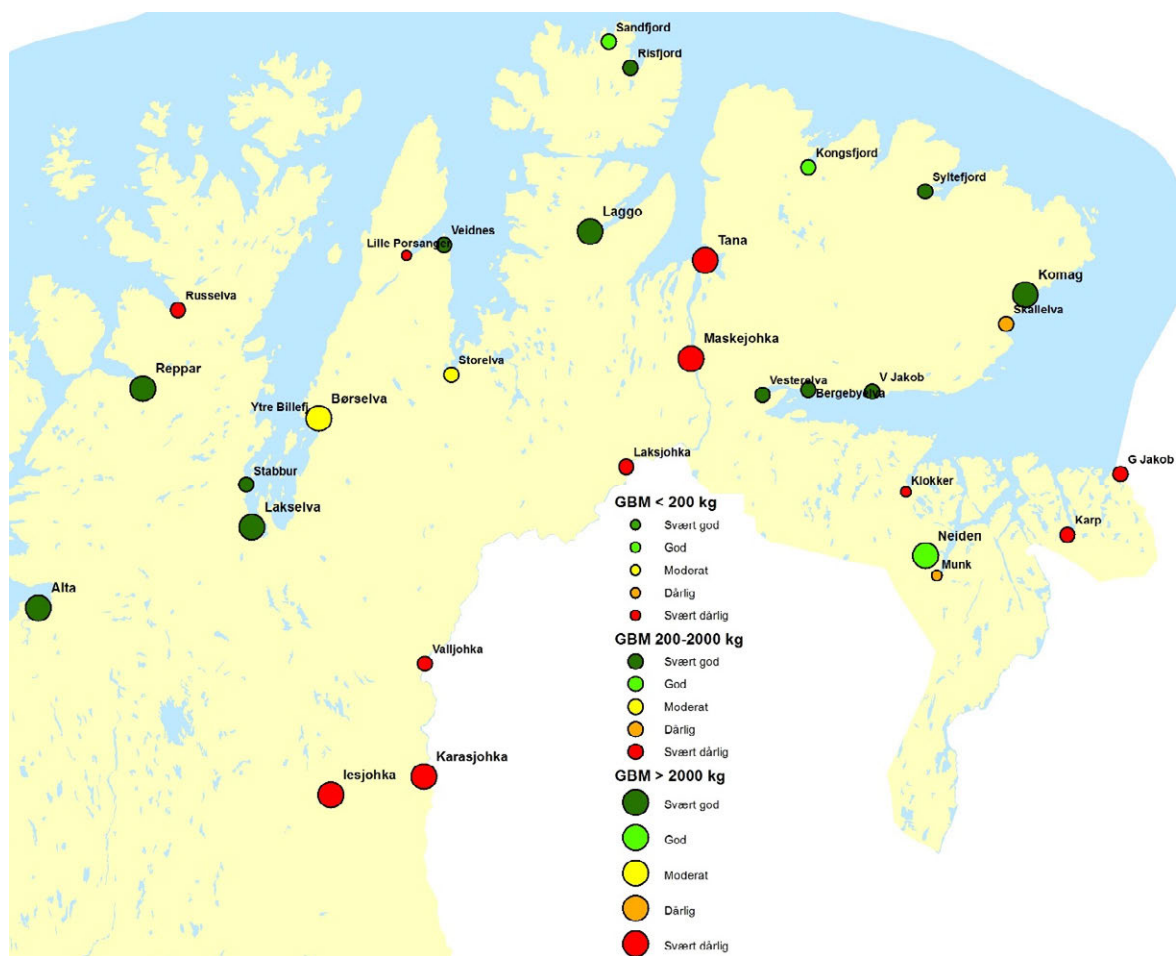 Sandfjord
Risfjord
Kongsfjord
Syltefjord
Laggo
Veidnes
Lille Porsanger
Tana
Komag
Skallelva
Russelva
Reppar
Storelva
Maskejohka
Vesterelva
V Jakob
Bergebyelva
Ytre Billefj
Børselva
Laksjohka
G Jakob
Stabbur
Klokker
Lakselva
Karp
Neiden
Munk
Alta
Valljohka
Karasjohka
Iesjohka
GBM < 200 kg
Svært god
God
Moderat
Dårlig
Svært dårlig
GBM 200-2000 kg
Svært god
God
Moderat
Dårlig
Svært dårlig
GBM > 2000 kg
Svært god
God
Moderat
Dårlig
Svært dårlig